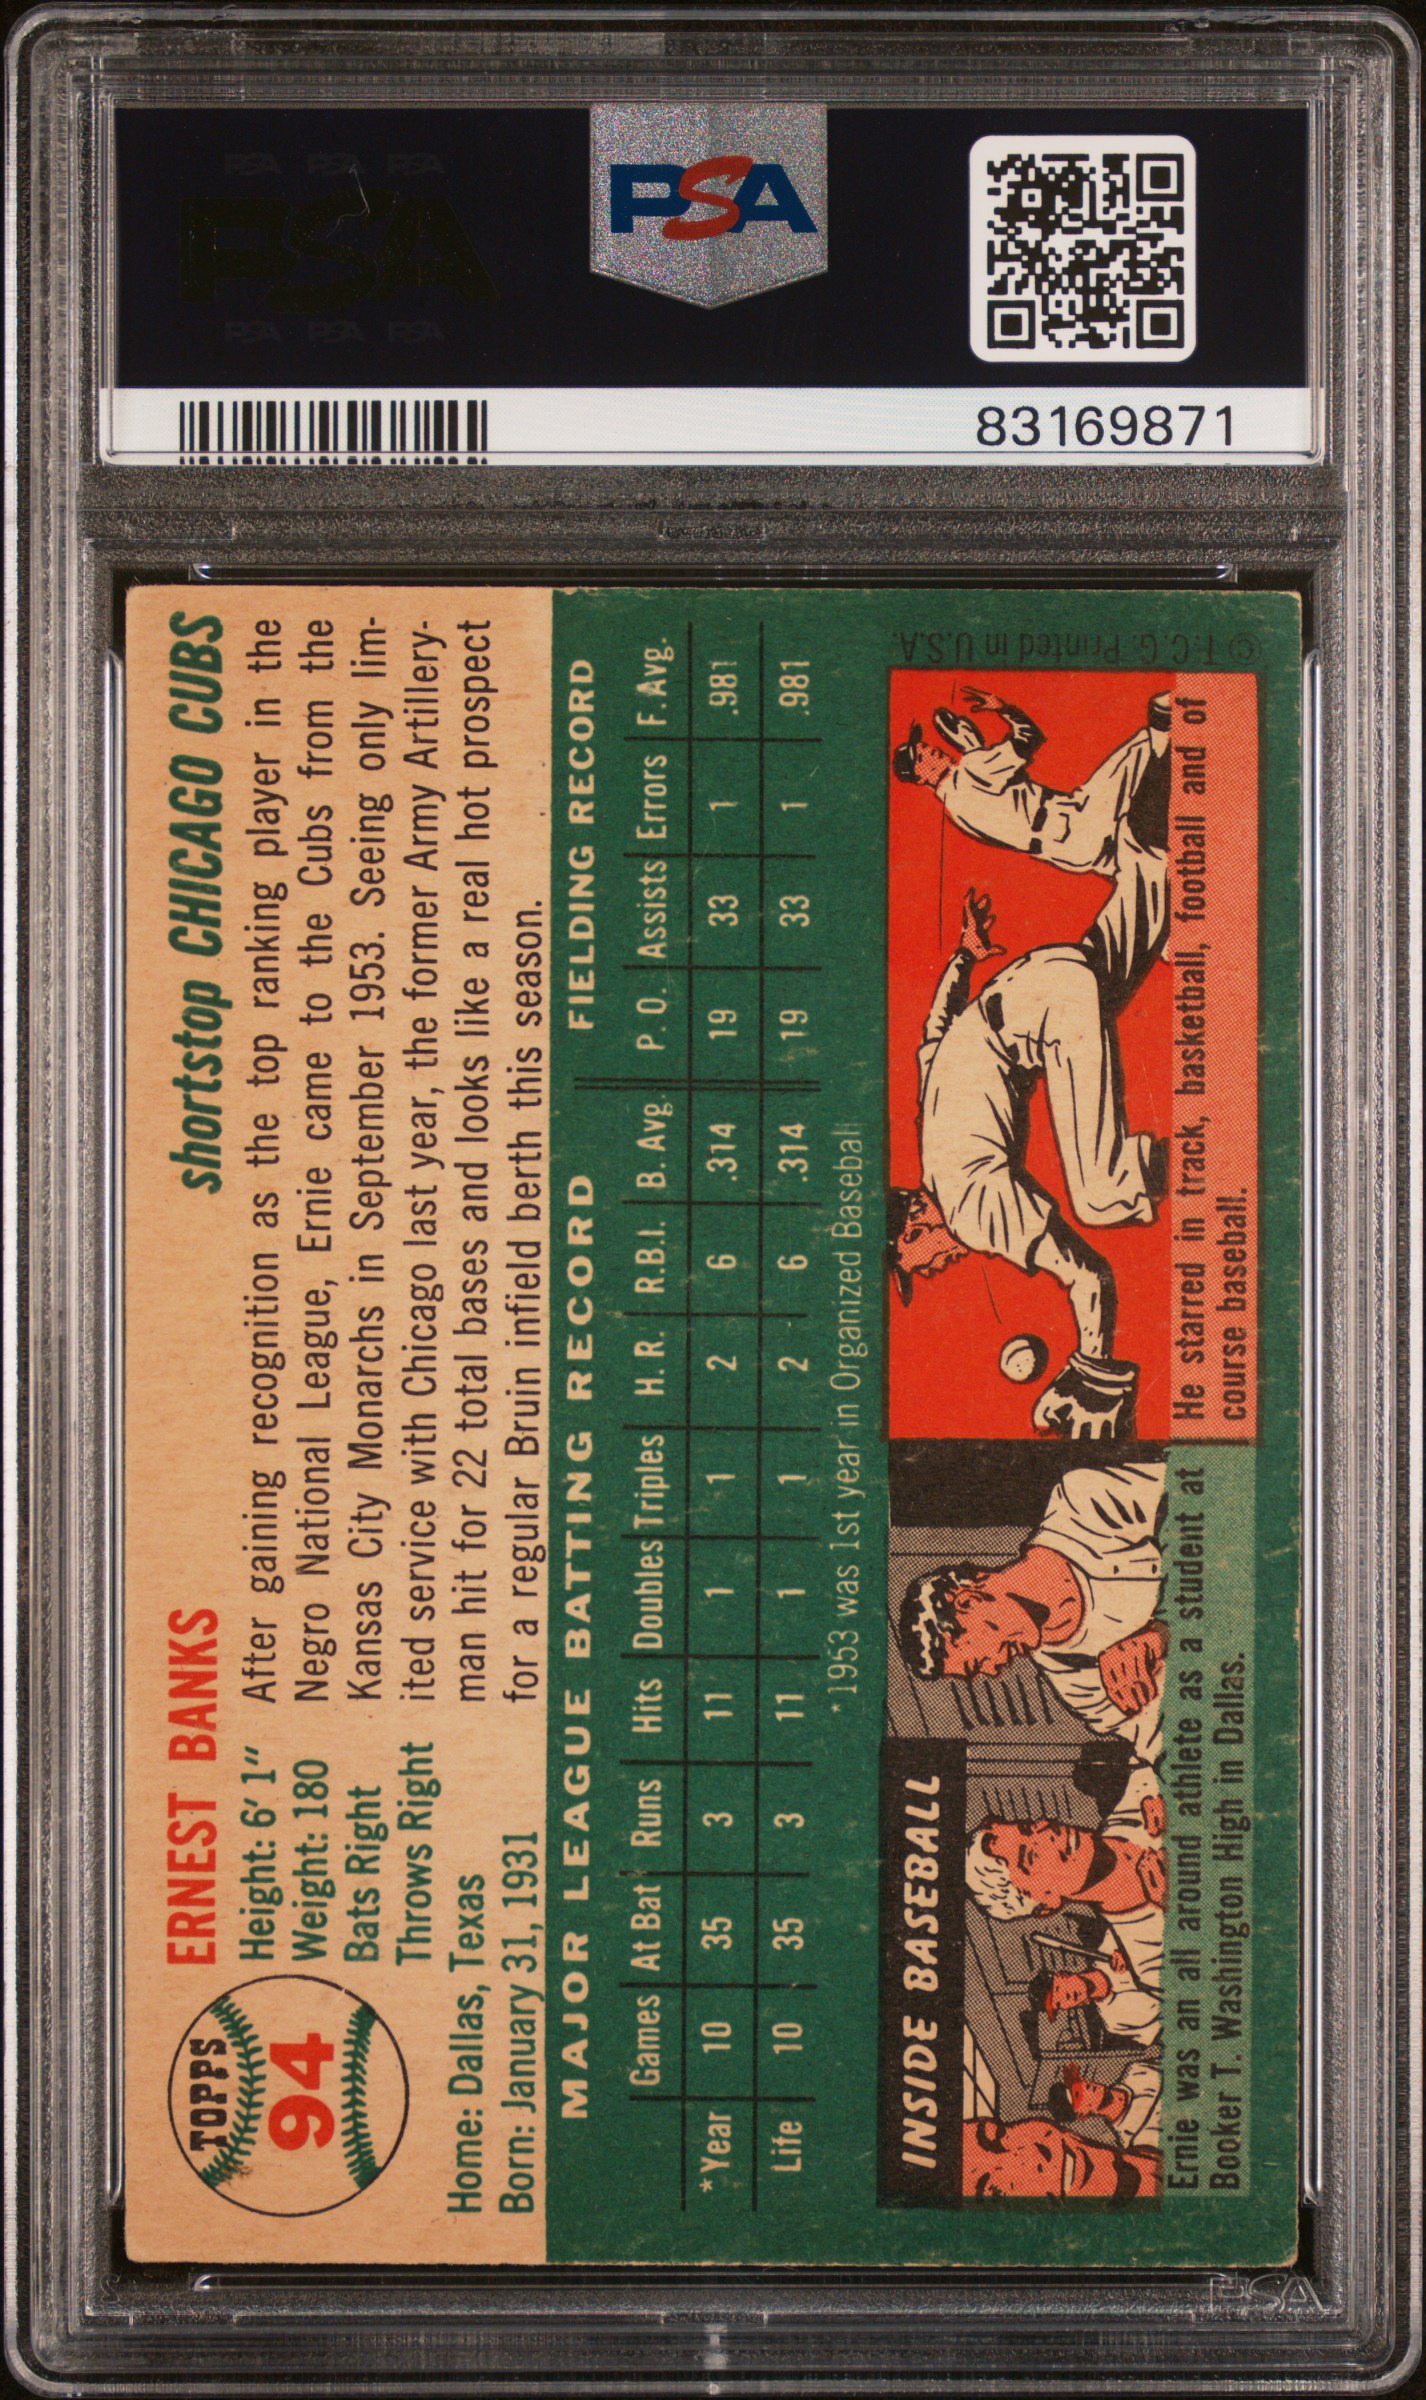 PSA PSA PSA
PSA
PSA PSA PSA
PSA
83169871
TOPPS
94
ERNEST BANKS
shortstop CHICAGO CUBS
Height: 6' 1"
Weight: 180
Bats Right
Throws Right
Home: Dallas, Texas
Born: January 31, 1931
After gaining recognition as the top ranking player in the
Negro National League, Ernie came to the Cubs from the
Kansas City Monarchs in September 1953. Seeing only lim-
ited service with Chicago last year, the former Army Artillery-
man hit for 22 total bases and looks like a real hot prospect
for a regular Bruin infield berth this season.
MAJOR LEAGUE BATTING RECORD FIELDING RECORD
Games At Bat Runs Hits Doubles Triples H.R. R.B.I. B. Avg. P. O. Assists Errors F. Avg.
*Year 10 35 3 11 1 1 2 6 .314 19 33 1 .981
Life 10 35 3 11 1 1 2 6 .314 19 33 1 .981
*1953 was 1st year in Organized Baseball
INSIDE BASEBALL
Ernie was an all around athlete as a student at
Booker T. Washington High in Dallas.
He starred in track, basketball, football and of
course baseball.
© T.C.G. Printed in U.S.A.
PSA